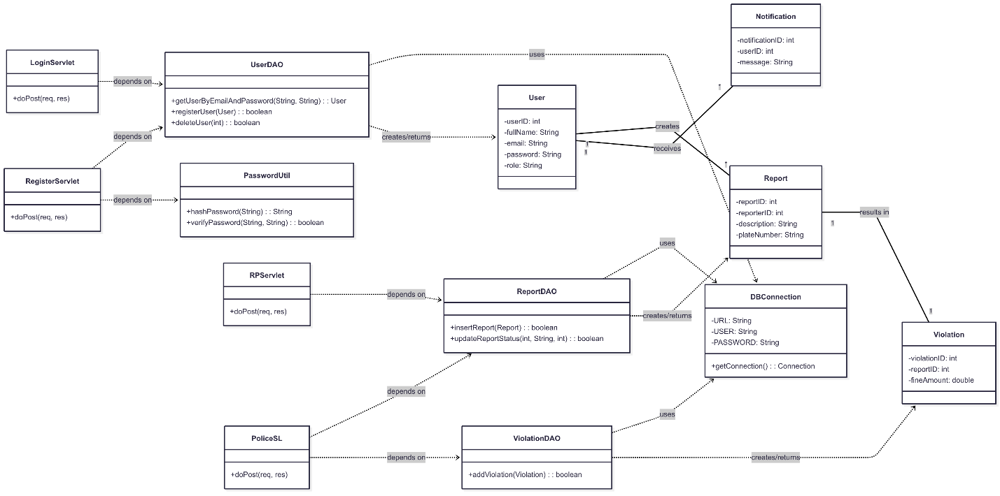 Notification
-notificationID: int
-userID: int
-message: String
LoginServlet
+doPost(req, res)
depends on
UserDAO
+getUserByEmailAndPassword(String, String) : : User
+registerUser(User) : : boolean
+deleteUser(int) : : boolean
uses
depends on
creates/returns
User
-userID: int
-fullName: String
-email: String
-password: String
-role: String
creates
receives
1
1
*
*
RegisterServlet
+doPost(req, res)
depends on
PasswordUtil
+hashPassword(String) : : String
+verifyPassword(String, String) : : boolean
Report
-reportID: int
-reporterID: int
-description: String
-plateNumber: String
results in
1
1
RPServlet
+doPost(req, res)
depends on
uses
ReportDAO
+insertReport(Report) : : boolean
+updateReportStatus(int, String, int) : : boolean
creates/returns
DBConnection
-URL: String
-USER: String
-PASSWORD: String
+getConnection() : : Connection
Violation
-violationID: int
-reportID: int
-fineAmount: double
depends on
uses
PoliceSL
+doPost(req, res)
depends on
ViolationDAO
+addViolation(Violation) : : boolean
creates/returns